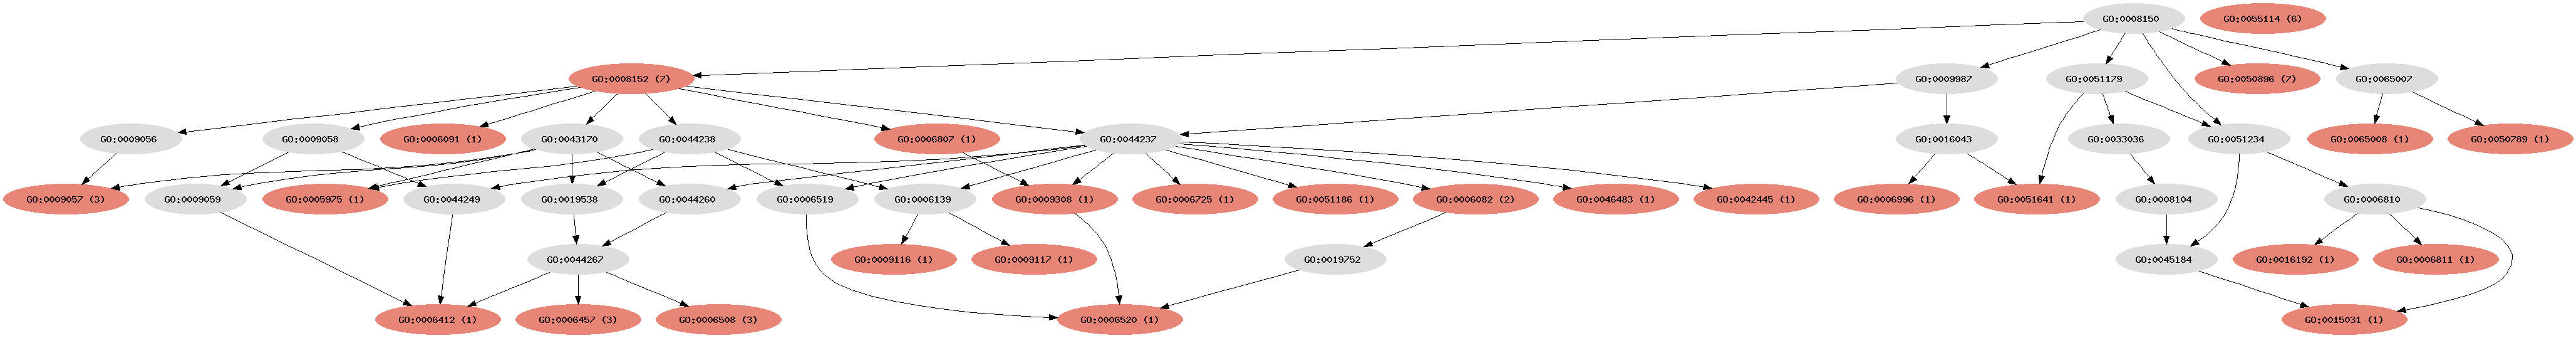 GO:0008150
GO:0055114 (6)
GO:0008152 (7)
GO:0009987
GO:0051179
GO:0050896 (7)
GO:0065007
GO:0009056
GO:0009058
GO:0006091 (1)
GO:0043170
GO:0044238
GO:0006807 (1)
GO:0044237
GO:0016043
GO:0033036
GO:0051234
GO:0065008 (1)
GO:0050789 (1)
GO:0009057 (3)
GO:0009059
GO:0005975 (1)
GO:0044249
GO:0019538
GO:0044260
GO:0006519
GO:0006139
GO:0009308 (1)
GO:0006725 (1)
GO:0051186 (1)
GO:0006082 (2)
GO:0046483 (1)
GO:0042445 (1)
GO:0006996 (1)
GO:0051641 (1)
GO:0008104
GO:0006810
GO:0044267
GO:0009116 (1)
GO:0009117 (1)
GO:0019752
GO:0045184
GO:0016192 (1)
GO:0006811 (1)
GO:0006412 (1)
GO:0006457 (3)
GO:0006508 (3)
GO:0006520 (1)
GO:0015031 (1)